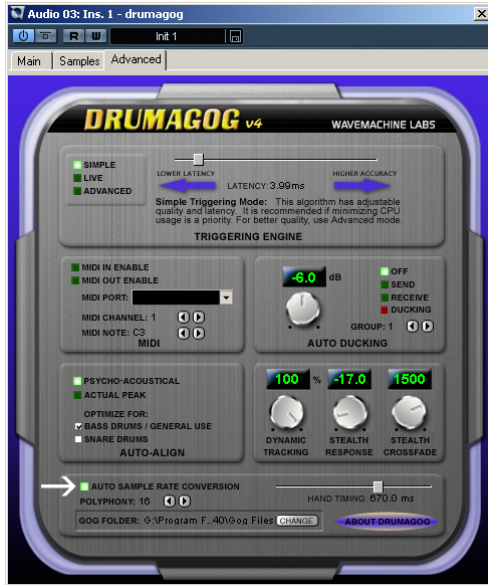 Audio 03: Ins. 1 - drumagog
R W Init 1
Main Samples Advanced
DRUMAGOG v4 WAVEMACHINE LABS
SIMPLE
LIVE
ADVANCED
LOWER LATENCY HIGHER ACCURACY
LATENCY: 3.99ms
Simple Triggering Mode: This algorithm has adjustable
quality and latency. It is recommended if minimizing CPU
usage is a priority. For better quality, use Advanced mode.
TRIGGERING ENGINE
MIDI IN ENABLE
MIDI OUT ENABLE
MIDI PORT:
MIDI CHANNEL: 1
MIDI NOTE: C3
MIDI
-6.0 dB
OFF
SEND
RECEIVE
DUCKING
GROUP: 1
AUTO DUCKING
PSYCHO-ACOUSTICAL
ACTUAL PEAK
OPTIMIZE FOR:
BASS DRUMS / GENERAL USE
SNARE DRUMS
AUTO-ALIGN
100 % -17.0 1500
DYNAMIC TRACKING
STEALTH RESPONSE
STEALTH CROSSFADE
AUTO SAMPLE RATE CONVERSION
POLYPHONY: 16
HAND TIMING: 670.0 ms
GOG FOLDER: G:\Program F..40\Gog Files CHANGE
ABOUT DRUMAGOG